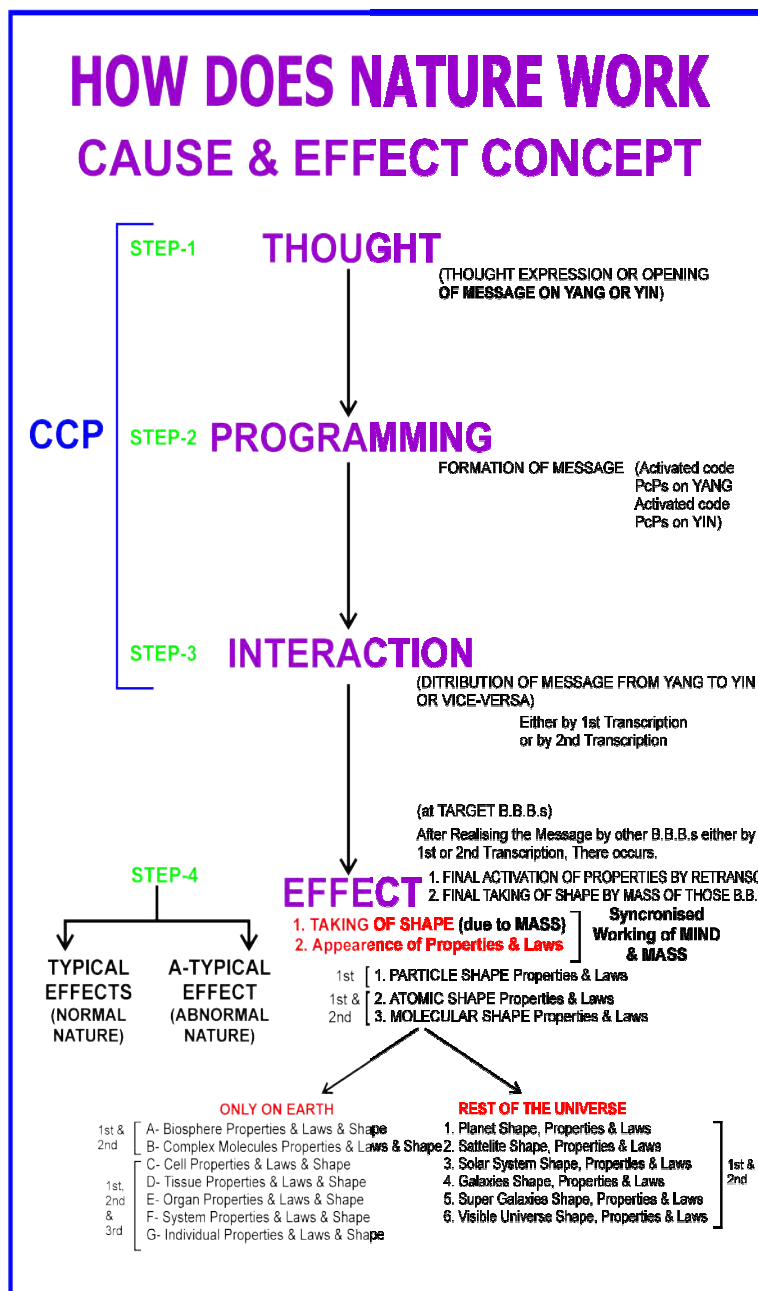 HOW DOES NATURE WORK
CAUSE & EFFECT CONCEPT
STEP-1
THOUGHT
(THOUGHT EXPRESSION OR OPENING
OF MESSAGE ON YANG OR YIN)
CCP
STEP-2
PROGRAMMING
FORMATION OF MESSAGE (Activated code
PcPs on YANG
Activated code
PcPs on YIN)
STEP-3
INTERACTION
(DITRIBUTION OF MESSAGE FROM YANG TO YIN
OR VICE-VERSA)
Either by 1st Transcription
or by 2nd Transcription
(at TARGET B.B.B.s)
After Realising the Message by other B.B.B.s either by
1st or 2nd Transcription, There occurs.
STEP-4
EFFECT
1. FINAL ACTIVATION OF PROPERTIES BY RETRANSC
2. FINAL TAKING OF SHAPE BY MASS OF THOSE B.B.
1. TAKING OF SHAPE (due to MASS)
2. Appearence of Properties & Laws
Syncronised
Working of MIND
& MASS
TYPICAL
EFFECTS
(NORMAL
NATURE)
A-TYPICAL
EFFECT
(ABNORMAL
NATURE)
1st
1. PARTICLE SHAPE Properties & Laws
1st &
2nd
2. ATOMIC SHAPE Properties & Laws
3. MOLECULAR SHAPE Properties & Laws
ONLY ON EARTH
1st &
2nd
A- Biosphere Properties & Laws & Shape
B- Complex Molecules Properties & Laws & Shape
1st,
2nd
&
3rd
C- Cell Properties & Laws & Shape
D- Tissue Properties & Laws & Shape
E- Organ Properties & Laws & Shape
F- System Properties & Laws & Shape
G- Individual Properties & Laws & Shape
REST OF THE UNIVERSE
1. Planet Shape, Properties & Laws
2. Sattelite Shape, Properties & Laws
3. Solar System Shape, Properties & Laws
4. Galaxies Shape, Properties & Laws
5. Super Galaxies Shape, Properties & Laws
6. Visible Universe Shape, Properties & Laws
1st &
2nd